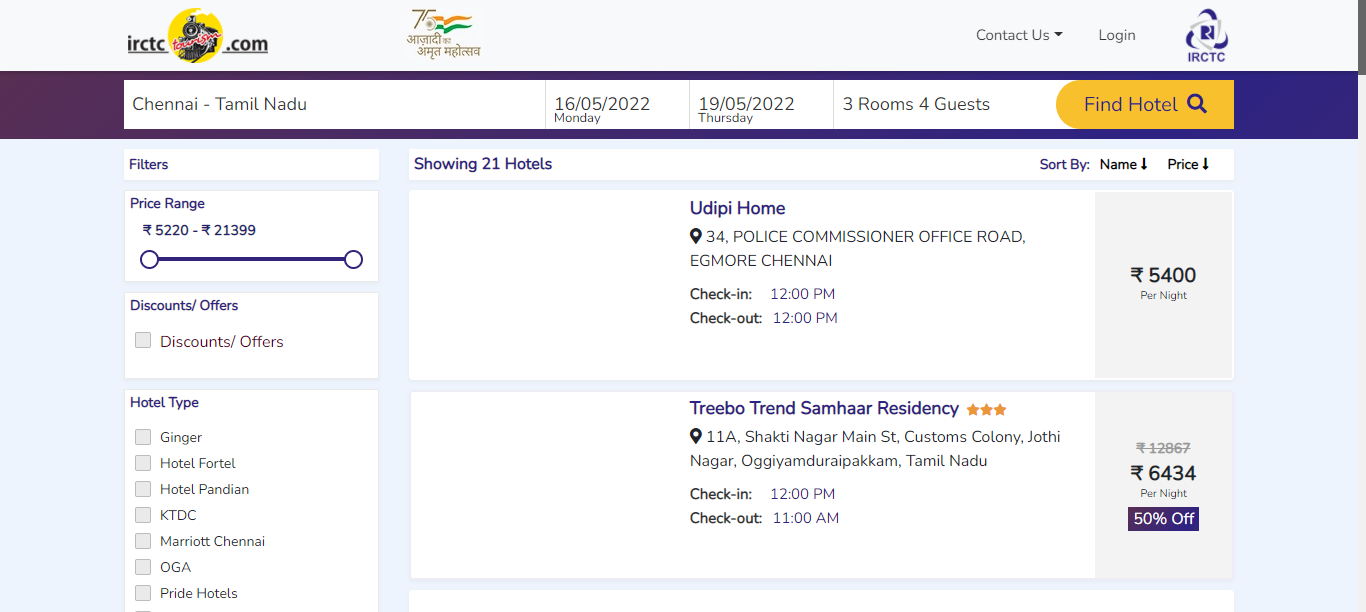 irctc tourism .com
75
आज़ादी का
अमृत महोत्सव
Contact Us
Login
IRCTC
Chennai - Tamil Nadu
16/05/2022
Monday
19/05/2022
Thursday
3 Rooms 4 Guests
Find Hotel
Filters
Showing 21 Hotels
Sort By: Name Price
Price Range
₹ 5220 - ₹ 21399
Discounts/ Offers
Discounts/ Offers
Hotel Type
Ginger
Hotel Fortel
Hotel Pandian
KTDC
Marriott Chennai
OGA
Pride Hotels
Udipi Home
34, POLICE COMMISSIONER OFFICE ROAD,
EGMORE CHENNAI
Check-in: 12:00 PM
Check-out: 12:00 PM
₹ 5400
Per Night
Treebo Trend Samhaar Residency
11A, Shakti Nagar Main St, Customs Colony, Jothi
Nagar, Oggiyamduraipakkam, Tamil Nadu
Check-in: 12:00 PM
Check-out: 11:00 AM
₹ 12867
₹ 6434
Per Night
50% Off